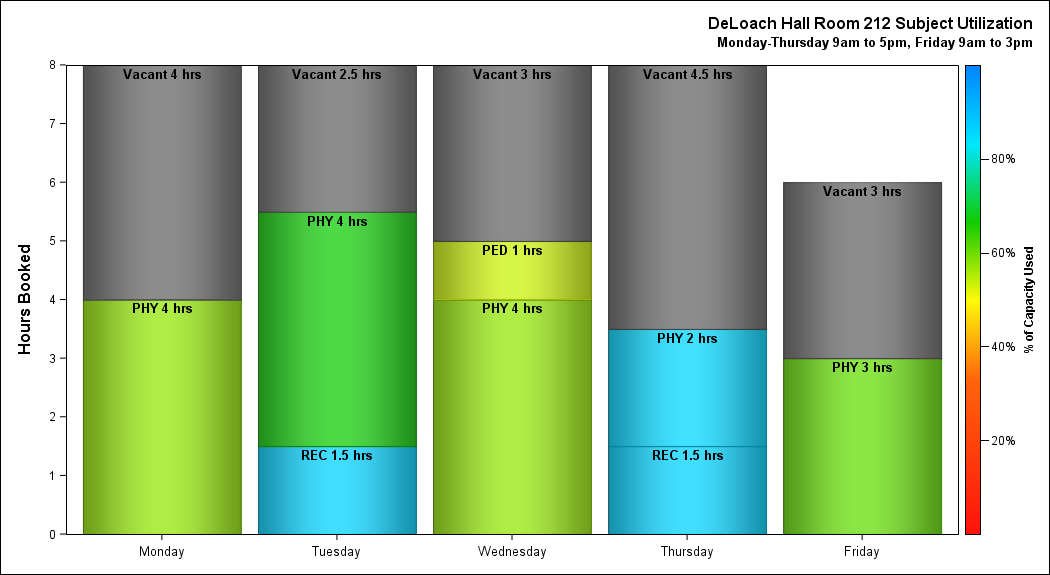 DeLoach Hall Room 212 Subject Utilization
Monday-Thursday 9am to 5pm, Friday 9am to 3pm
Hours Booked
8
7
6
5
4
3
2
1
0
Vacant 4 hrs
PHY 4 hrs
Vacant 2.5 hrs
PHY 4 hrs
REC 1.5 hrs
Vacant 3 hrs
PED 1 hrs
PHY 4 hrs
Vacant 4.5 hrs
PHY 2 hrs
REC 1.5 hrs
Vacant 3 hrs
PHY 3 hrs
Monday
Tuesday
Wednesday
Thursday
Friday
80%
60%
40%
20%
% of Capacity Used